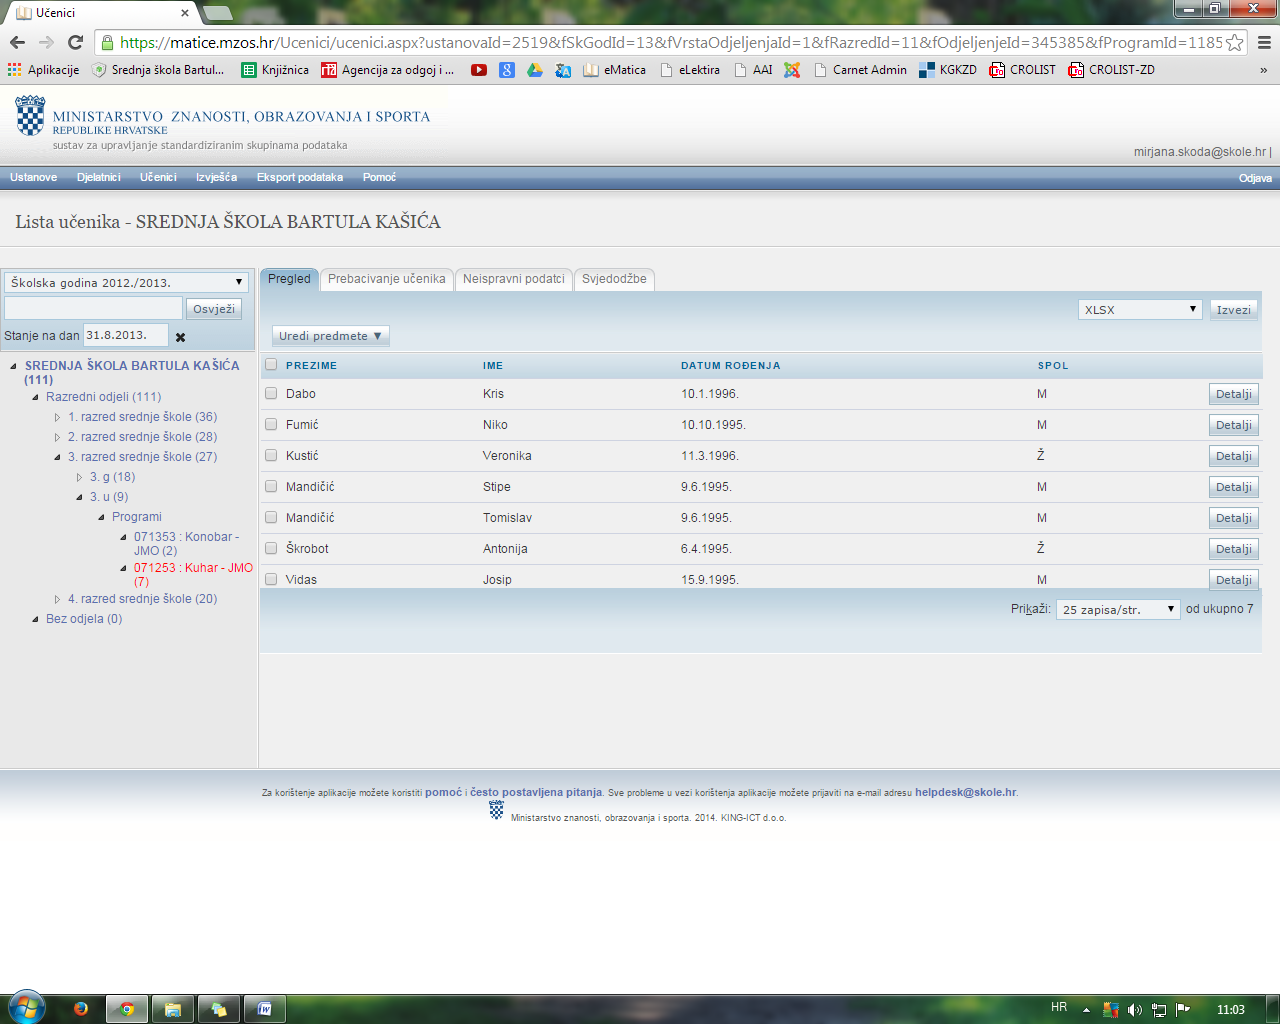 Učenici
https://matice.mzos.hr/Ucenici/ucenici.aspx?ustanovaId=2519&fSkGodId=13&fVrstaOdjeljenjaId=1&fRazredId=11&fOdjeljenjeId=345385&fProgramId=1185
Aplikacije Srednja škola Bartul... Knjižnica Agencija za odgoj i ... eMatica eLektira AAI Carnet Admin KGKZD CROLIST CROLIST-ZD »
MINISTARSTVO ZNANOSTI, OBRAZOVANJA I SPORTA
REPUBLIKE HRVATSKE
sustav za upravljanje standardiziranim skupinama podataka
mirjana.skoda@skole.hr |
Ustanove Djelatnici Učenici Izvješća Eksport podataka Pomoć Odjava
Lista učenika - SREDNJA ŠKOLA BARTULA KAŠIĆA
Školska godina 2012./2013.
Osvježi
Stanje na dan 31.8.2013.
SREDNJA ŠKOLA BARTULA KAŠIĆA
(111)
Razredni odjeli (111)
1. razred srednje škole (36)
2. razred srednje škole (28)
3. razred srednje škole (27)
3. g (18)
3. u (9)
Programi
071353 : Konobar -
JMO (2)
071253 : Kuhar - JMO
(7)
4. razred srednje škole (20)
Bez odjela (0)
Pregled Prebacivanje učenika Neispravni podatci Svjedodžbe
XLSX Izvezi
Uredi predmete ▼
PREZIME IME DATUM ROĐENJA SPOL
Dabo Kris 10.1.1996. M Detalji
Fumić Niko 10.10.1995. M Detalji
Kustić Veronika 11.3.1996. Ž Detalji
Mandičić Stipe 9.6.1995. M Detalji
Mandičić Tomislav 9.6.1995. M Detalji
Škrobot Antonija 6.4.1995. Ž Detalji
Vidas Josip 15.9.1995. M Detalji
Prikaži: 25 zapisa/str. od ukupno 7
Za korištenje aplikacije možete koristiti pomoć i često postavljena pitanja. Sve probleme u vezi korištenja aplikacije možete prijaviti na e-mail adresu helpdesk@skole.hr.
Ministarstvo znanosti, obrazovanja i sporta. 2014. KING-ICT d.o.o.
HR 11:03